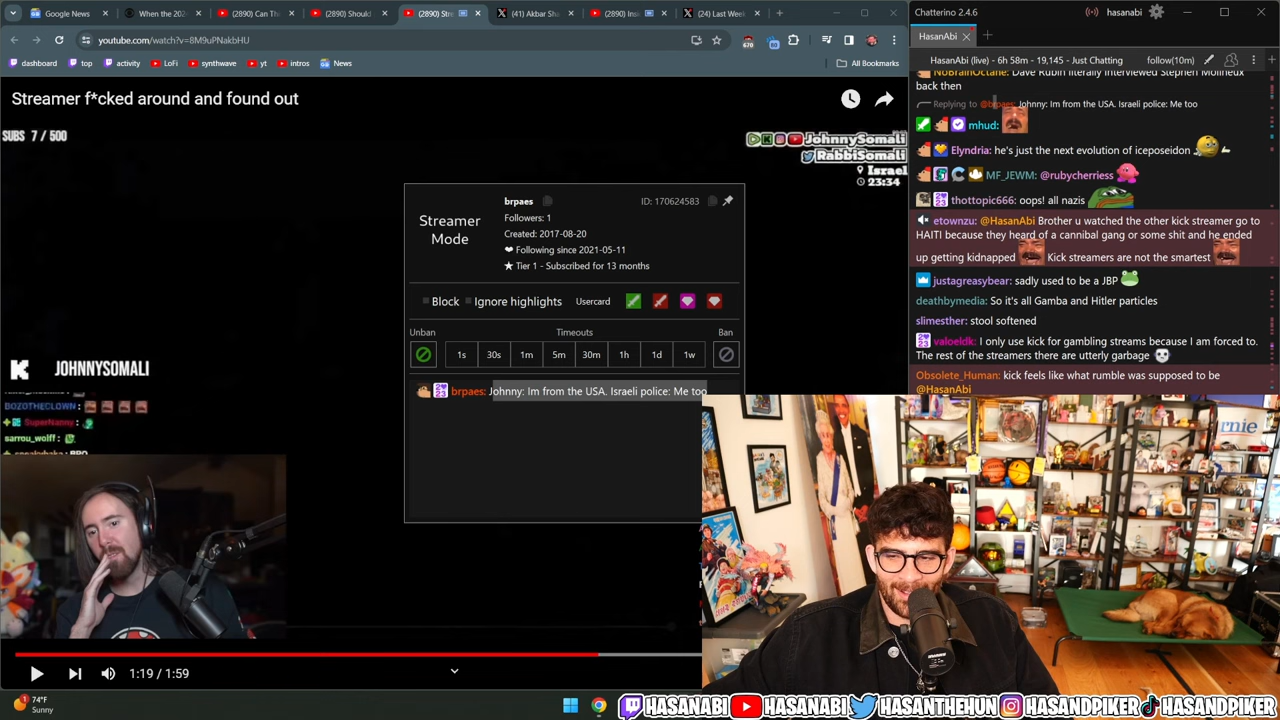 Google News
When the 202
(2890) Can Th
(2890) Should
(2890) Stre
(41) Akbar Sha
(2890) Insi
(24) Last Week
youtube.com/watch?v=8M9uPNakbHU
dashboard
top
activity
LoFi
synthwave
yt
intros
News
All Bookmarks
Streamer f*cked around and found out
SUBS 7 / 500
JohnnySomali
RabbiSomali
Israel
23:34
Streamer Mode
brpaes
ID: 170624583
Followers: 1
Created: 2017-08-20
Following since 2021-05-11
Tier 1 - Subscribed for 13 months
Block
Ignore highlights
Usercard
Unban
Timeouts
Ban
1s
30s
1m
5m
30m
1h
1d
1w
brpaes: Johnny: Im from the USA. Israeli police: Me too
K JOHNNYSOMALI
BOZOTHECLOWN :
SuperNanny :
sarrou_wolff :
1:19 / 1:59
74°F
Sunny
Chatterino 2.4.6
hasanabi
HasanAbi
HasanAbi (live) - 6h 58m - 19,145 - Just Chatting
follow(10m)
NoBrainOctane: Dave Rubin literally interviewed Stephen Molineux
back then
Replying to @brpaes: Johnny: Im from the USA. Israeli police: Me too
mhud:
Elyndria: he's just the next evolution of iceposeidon
MF_JEWM: @rubycherriess
thottopic666: oops! all nazis
etownzu: @HasanAbi Brother u watched the other kick streamer go to
HAITI because they heard of a cannibal gang or some shit and he ended
up getting kidnapped Kick streamers are not the smartest
justagreasybear: sadly used to be a JBP
deathbymedia: So it's all Gamba and Hitler particles
slimesther: stool softened
valoeidk: I only use kick for gambling streams because I am forced to.
The rest of the streamers there are utterly garbage
Obsolete_Human: kick feels like what rumble was supposed to be
@HasanAbi
ernie
HASANABI
HASANABI
HASANTHEHUN
HASANDPIKER
HASANDPIKER